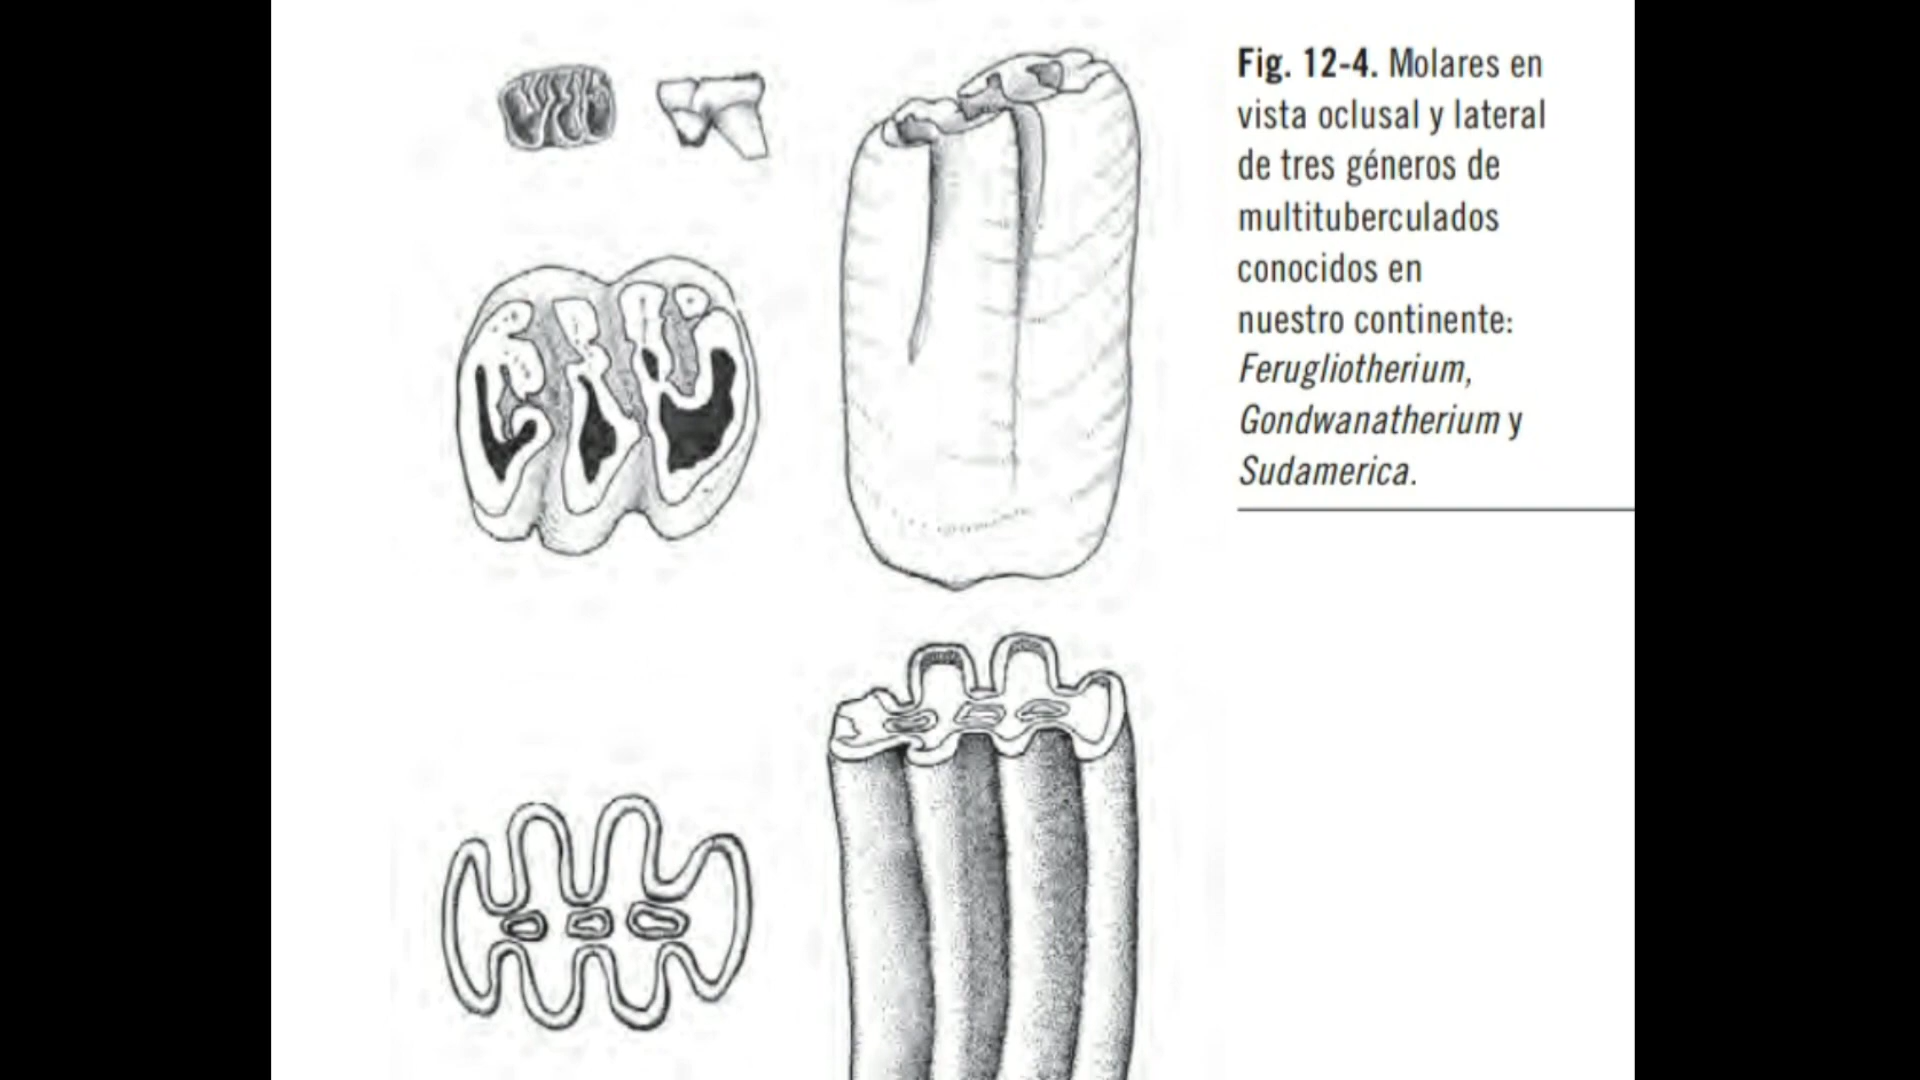 Fig. 12-4. Molares en
vista oclusal y lateral
de tres géneros de
multituberculados
conocidos en
nuestro continente:
Ferugliotherium,
Gondwanatherium y
Sudamerica.